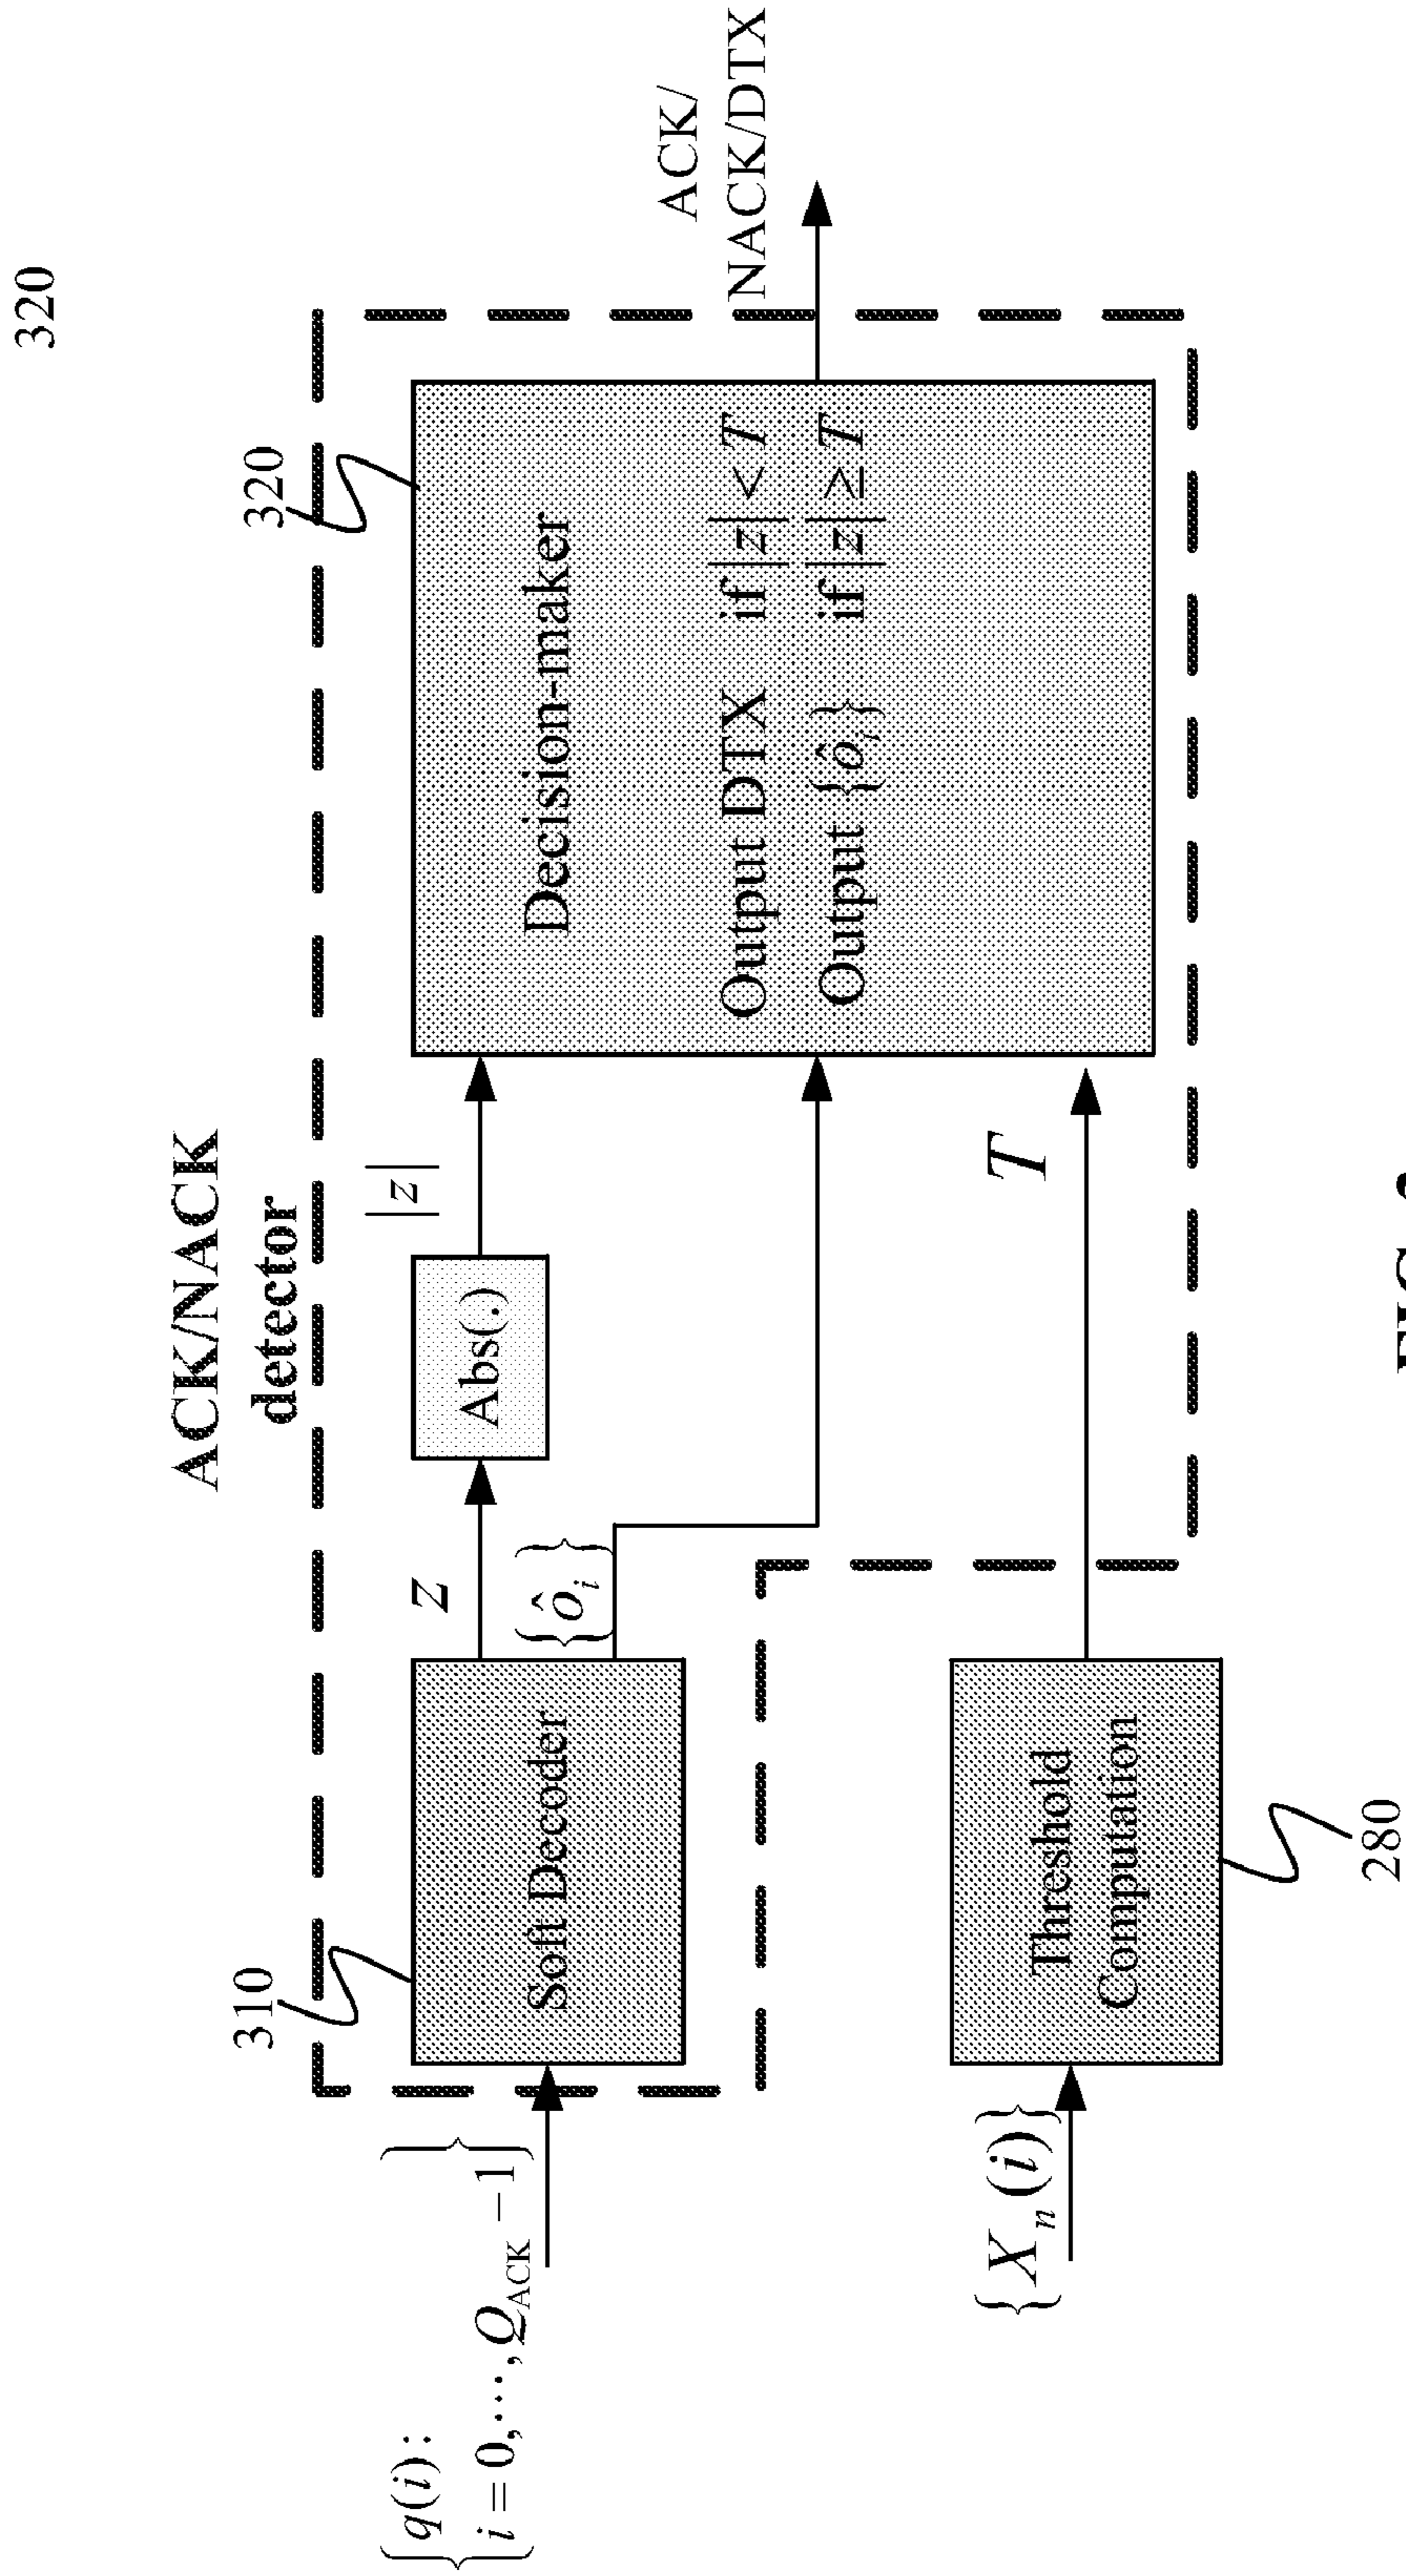 320
ACK/NACK
detector
310
320
{q(i):
i = 0,…,Q_ACK −1}
Soft Decoder
z
{ô_i}
Abs(.)
|z|
Decision-maker
Output DTX if |z| < T
Output {ô_i} if |z| ≥ T
ACK/
NACK/DTX
{X_n(i)}
Threshold
Computation
T
280
FIG.